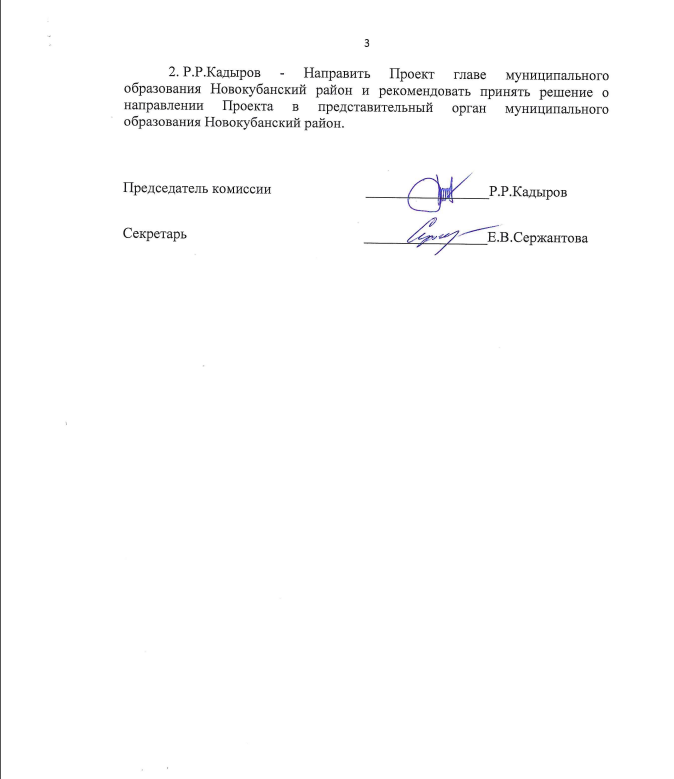 3
2. Р.Р.Кадыров - Направить Проект главе муниципального
образования Новокубанский район и рекомендовать принять решение о
направлении Проекта в представительный орган муниципального
образования Новокубанский район.
Председатель комиссии Р.Р.Кадыров
Секретарь Е.В.Сержантова